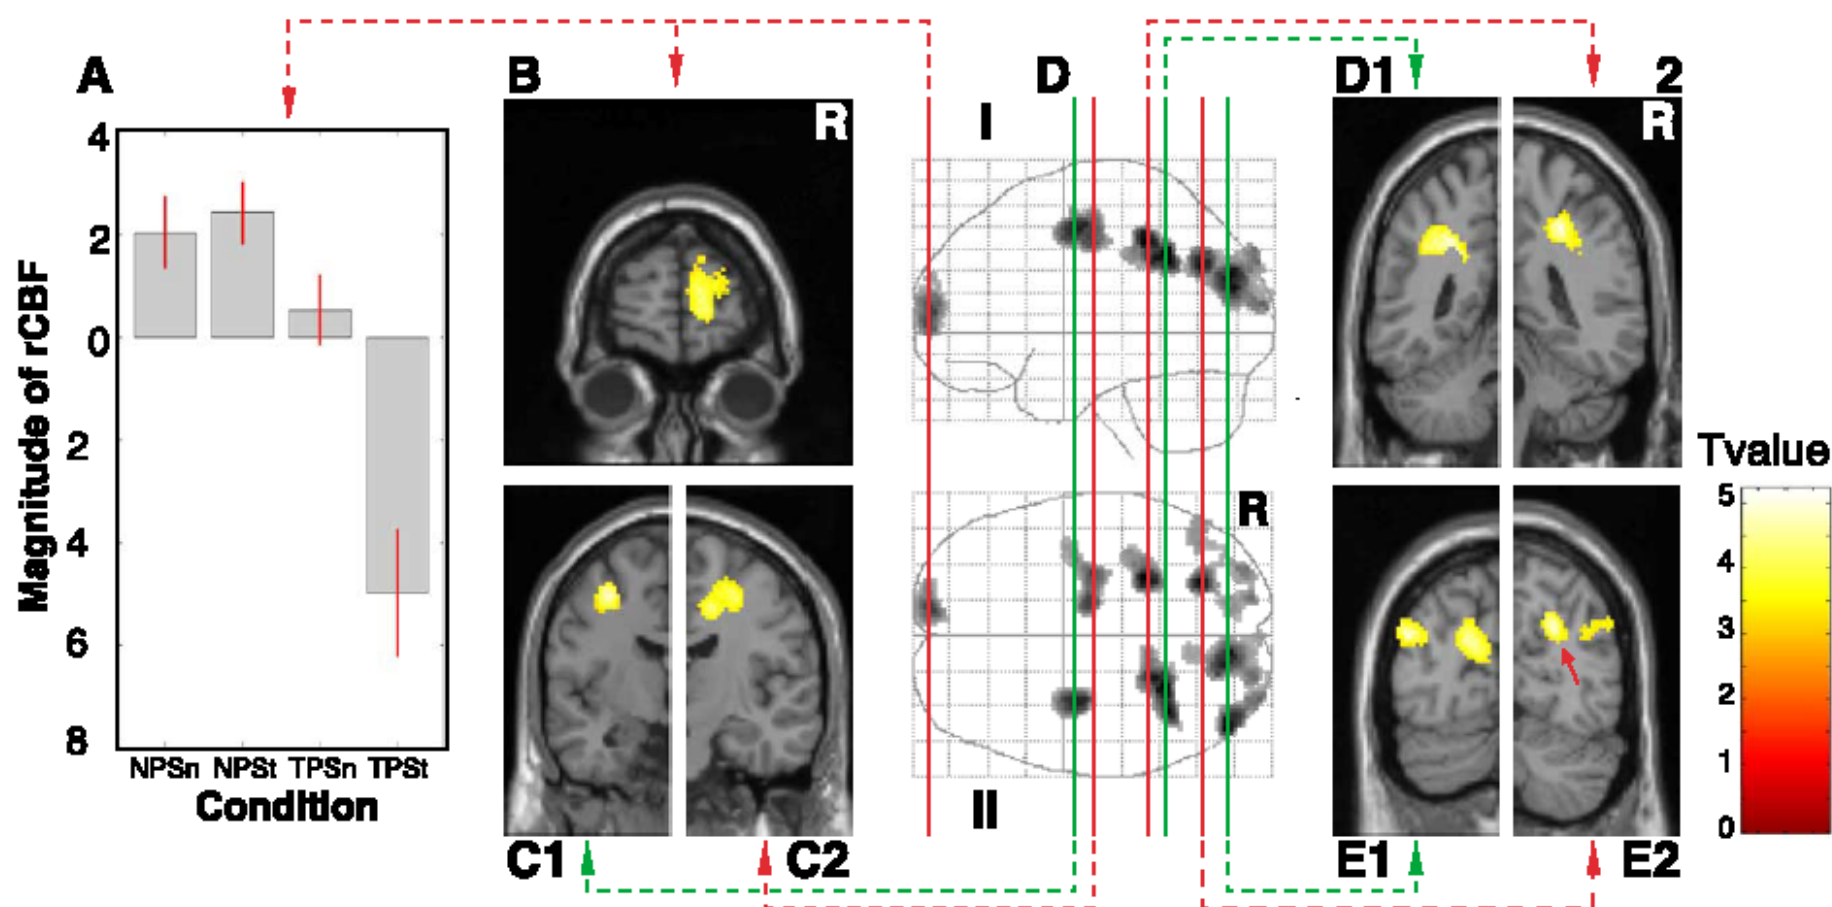 A
B
D
D1
2
R
I
R
4
2
0
2
4
6
8
Magnitude of rCBF
NPSn NPSt TPSn TPSt
Condition
R
II
C1
C2
E1
E2
Tvalue
5
4
3
2
1
0